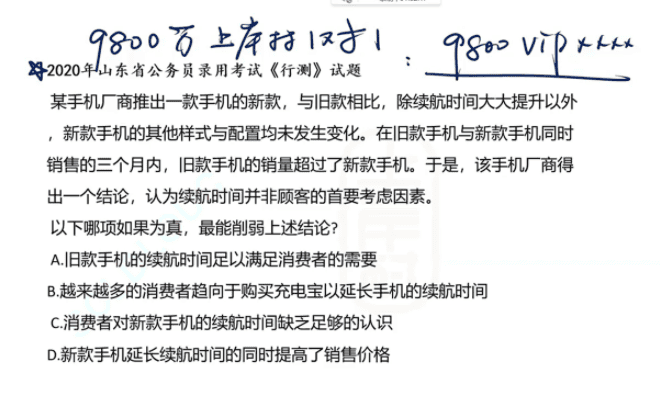 9800
: 9800 vip xxxx
2020年山东省公务员录用考试《行测》试题
某手机厂商推出一款手机的新款，与旧款相比，除续航时间大大提升以外
，新款手机的其他样式与配置均未发生变化。在旧款手机与新款手机同时
销售的三个月内，旧款手机的销量超过了新款手机。于是，该手机厂商得
出一个结论，认为续航时间并非顾客的首要考虑因素。
以下哪项如果为真，最能削弱上述结论?
A.旧款手机的续航时间足以满足消费者的需要
B.越来越多的消费者趋向于购买充电宝以延长手机的续航时间
C.消费者对新款手机的续航时间缺乏足够的认识
D.新款手机延长续航时间的同时提高了销售价格